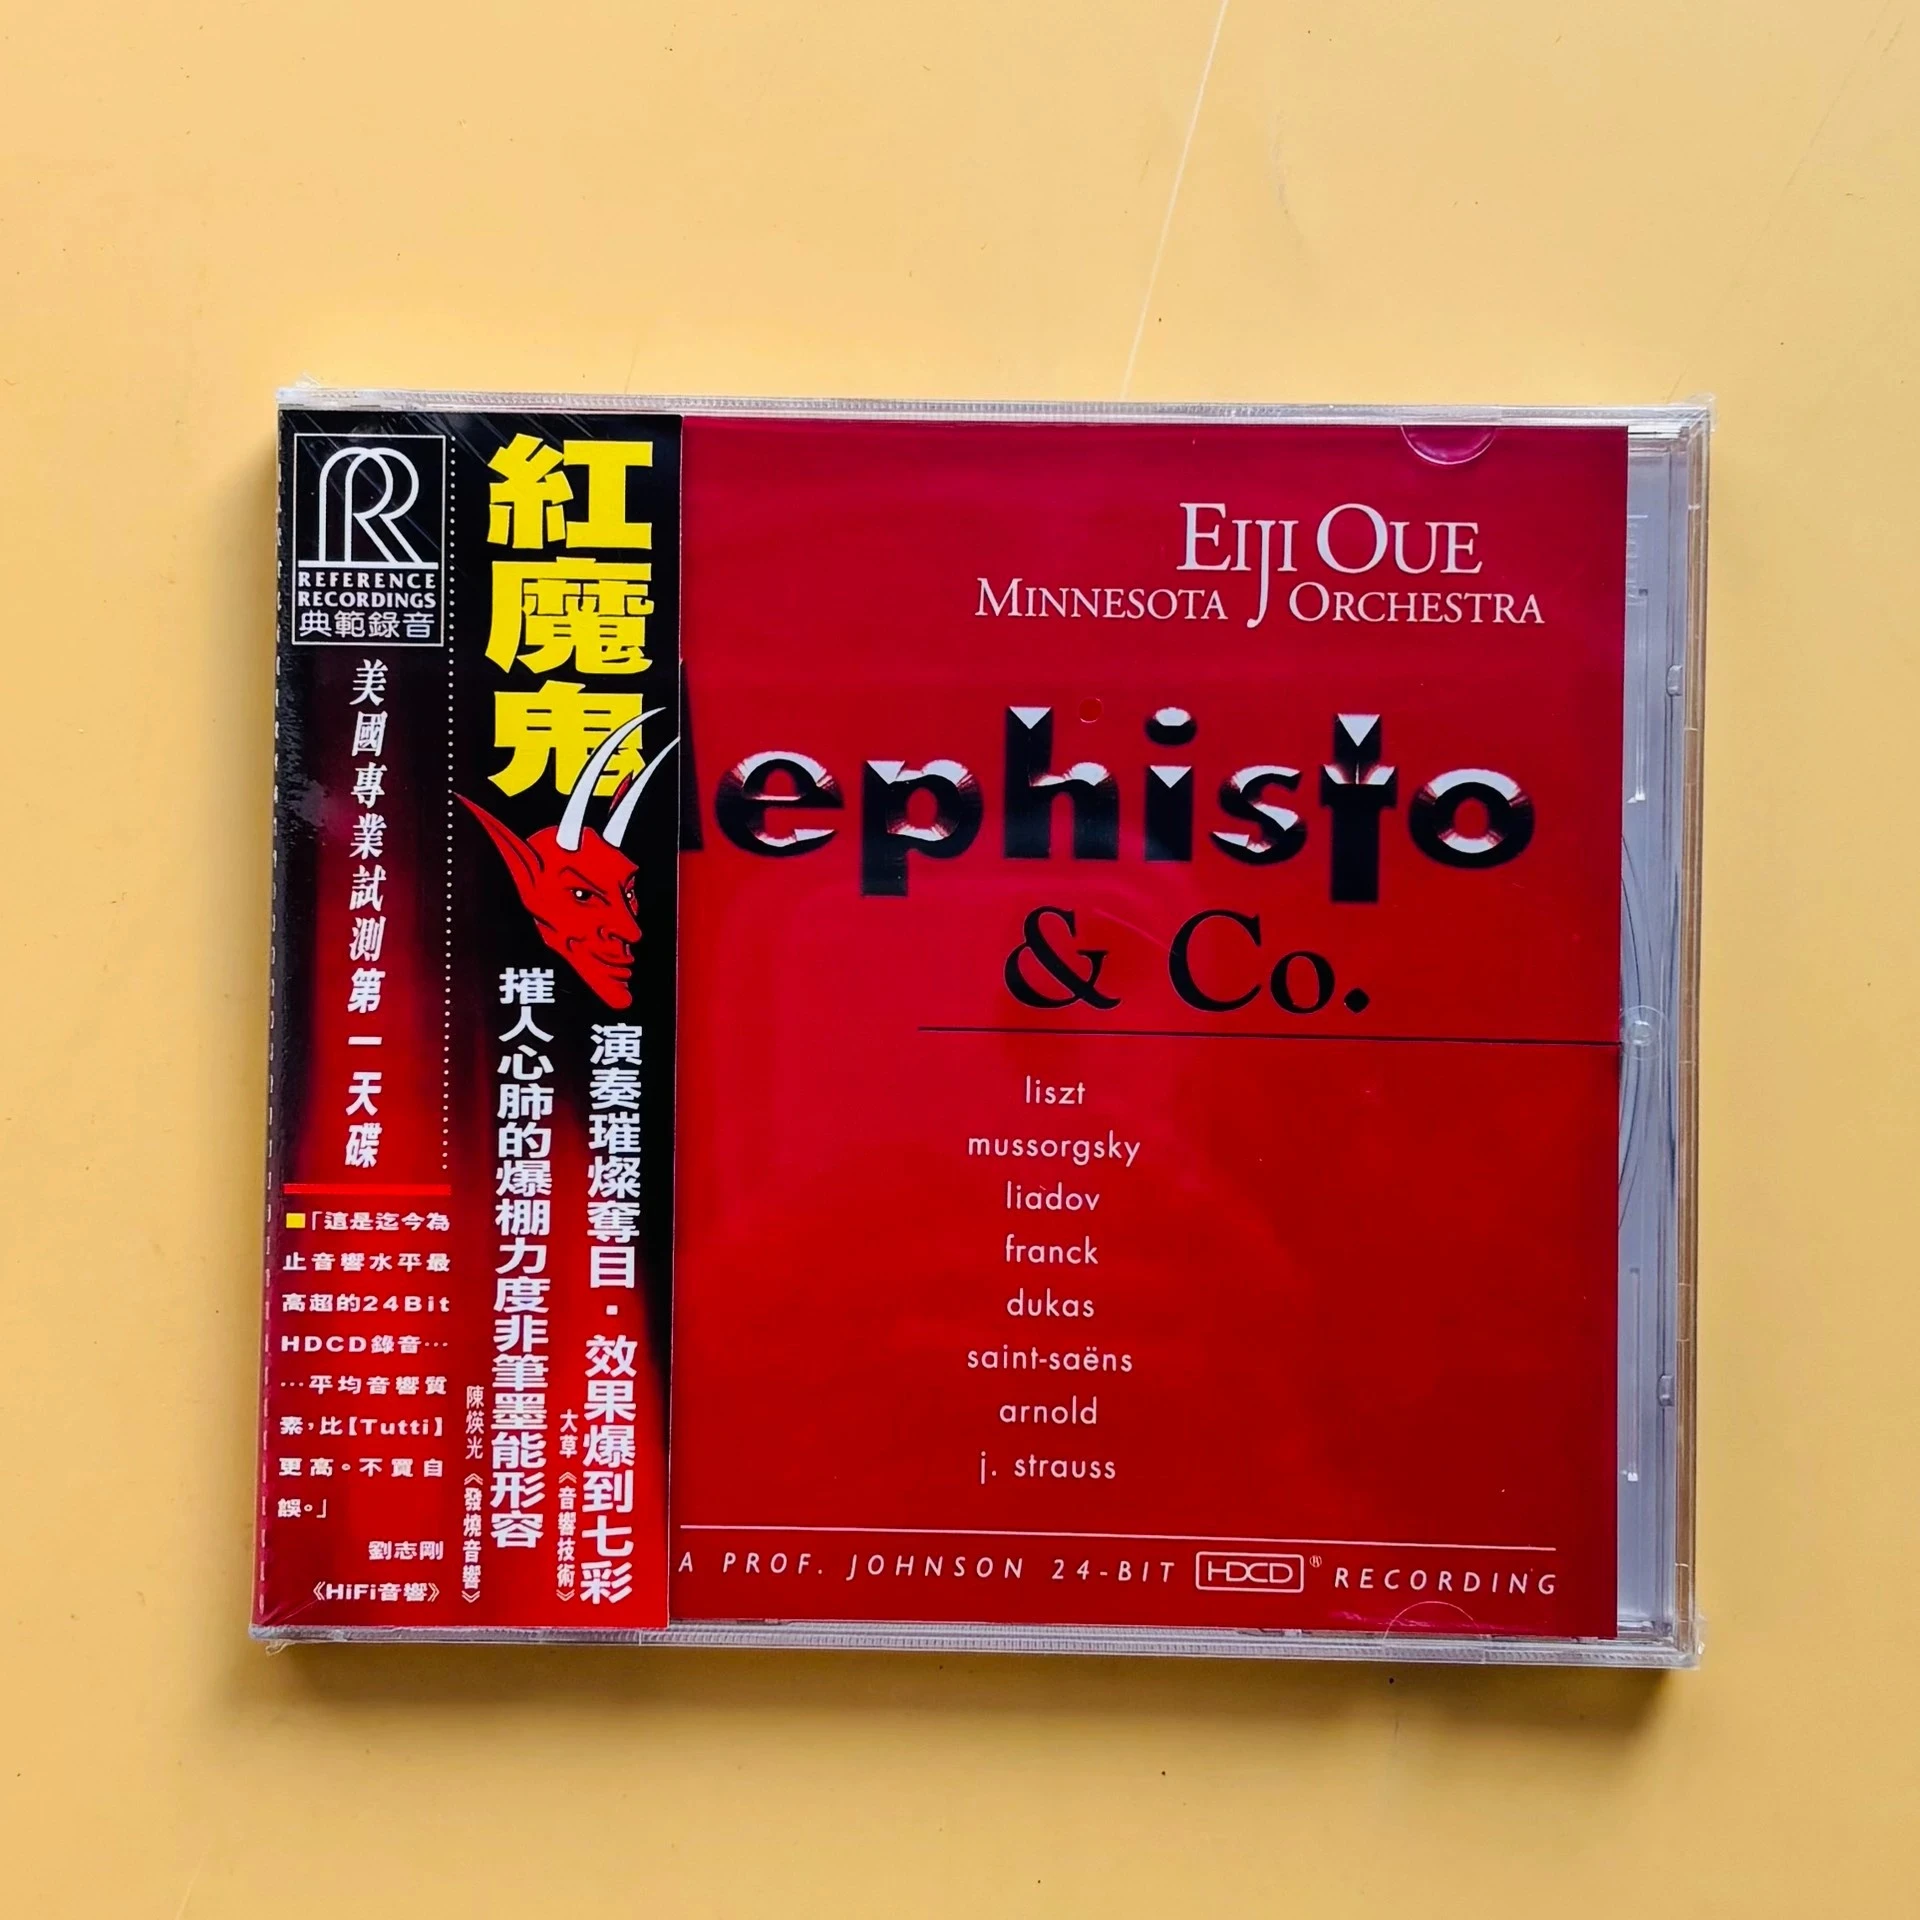 REFERENCE
RECORDINGS
典範錄音
美國專業試測第一天碟
■「這是迄今為
止音響水平最
高超的24Bit
HDCD錄音…
…平均音響質
素，比【Tutti】
更高。不買自
誤。」
劉志剛
《HiFi音響》
紅魔鬼
演奏璀燦奪目·效果爆到七彩
大草《音響技術》
摧人心肺的爆棚力度非筆墨能形容
陳煐光《發燒音響》
EIJI OUE
MINNESOTA ORCHESTRA
ephisto
& Co.
liszt
mussorgsky
liadov
franck
dukas
saint-saëns
arnold
j. strauss
A PROF. JOHNSON 24-BIT HDCD® RECORDING